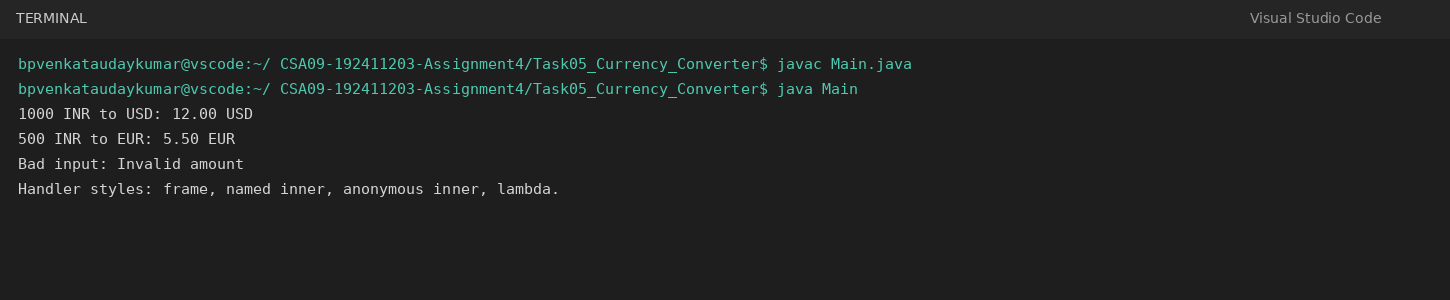 TERMINAL
Visual Studio Code
bpvenkataudaykumar@vscode:~/ CSA09-192411203-Assignment4/Task05_Currency_Converter$ javac Main.java
bpvenkataudaykumar@vscode:~/ CSA09-192411203-Assignment4/Task05_Currency_Converter$ java Main
1000 INR to USD: 12.00 USD
500 INR to EUR: 5.50 EUR
Bad input: Invalid amount
Handler styles: frame, named inner, anonymous inner, lambda.